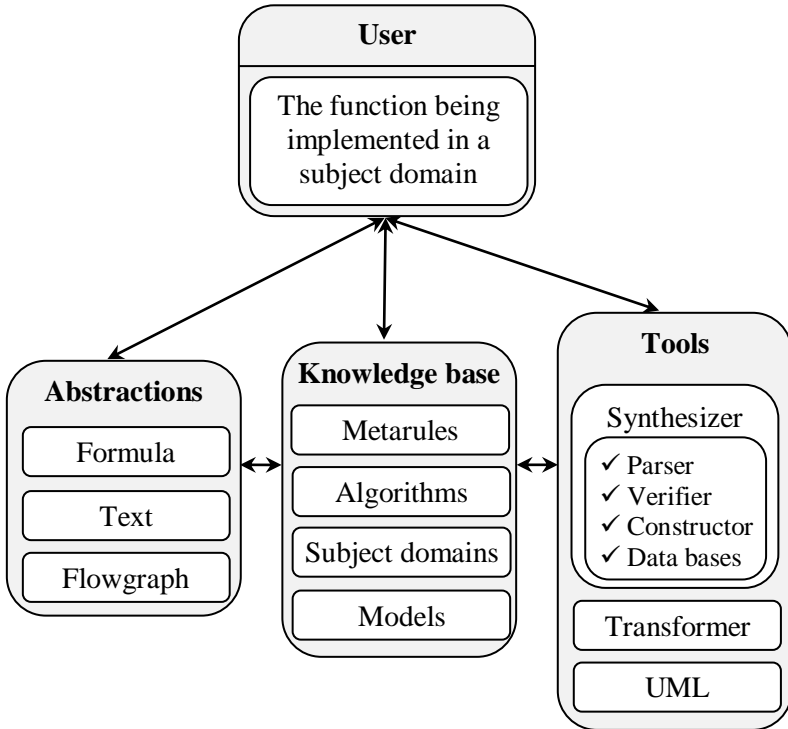 User
The function being
implemented in a
subject domain
Abstractions
Formula
Text
Flowgraph
Knowledge base
Metarules
Algorithms
Subject domains
Models
Tools
Synthesizer
✓ Parser
✓ Verifier
✓ Constructor
✓ Data bases
Transformer
UML